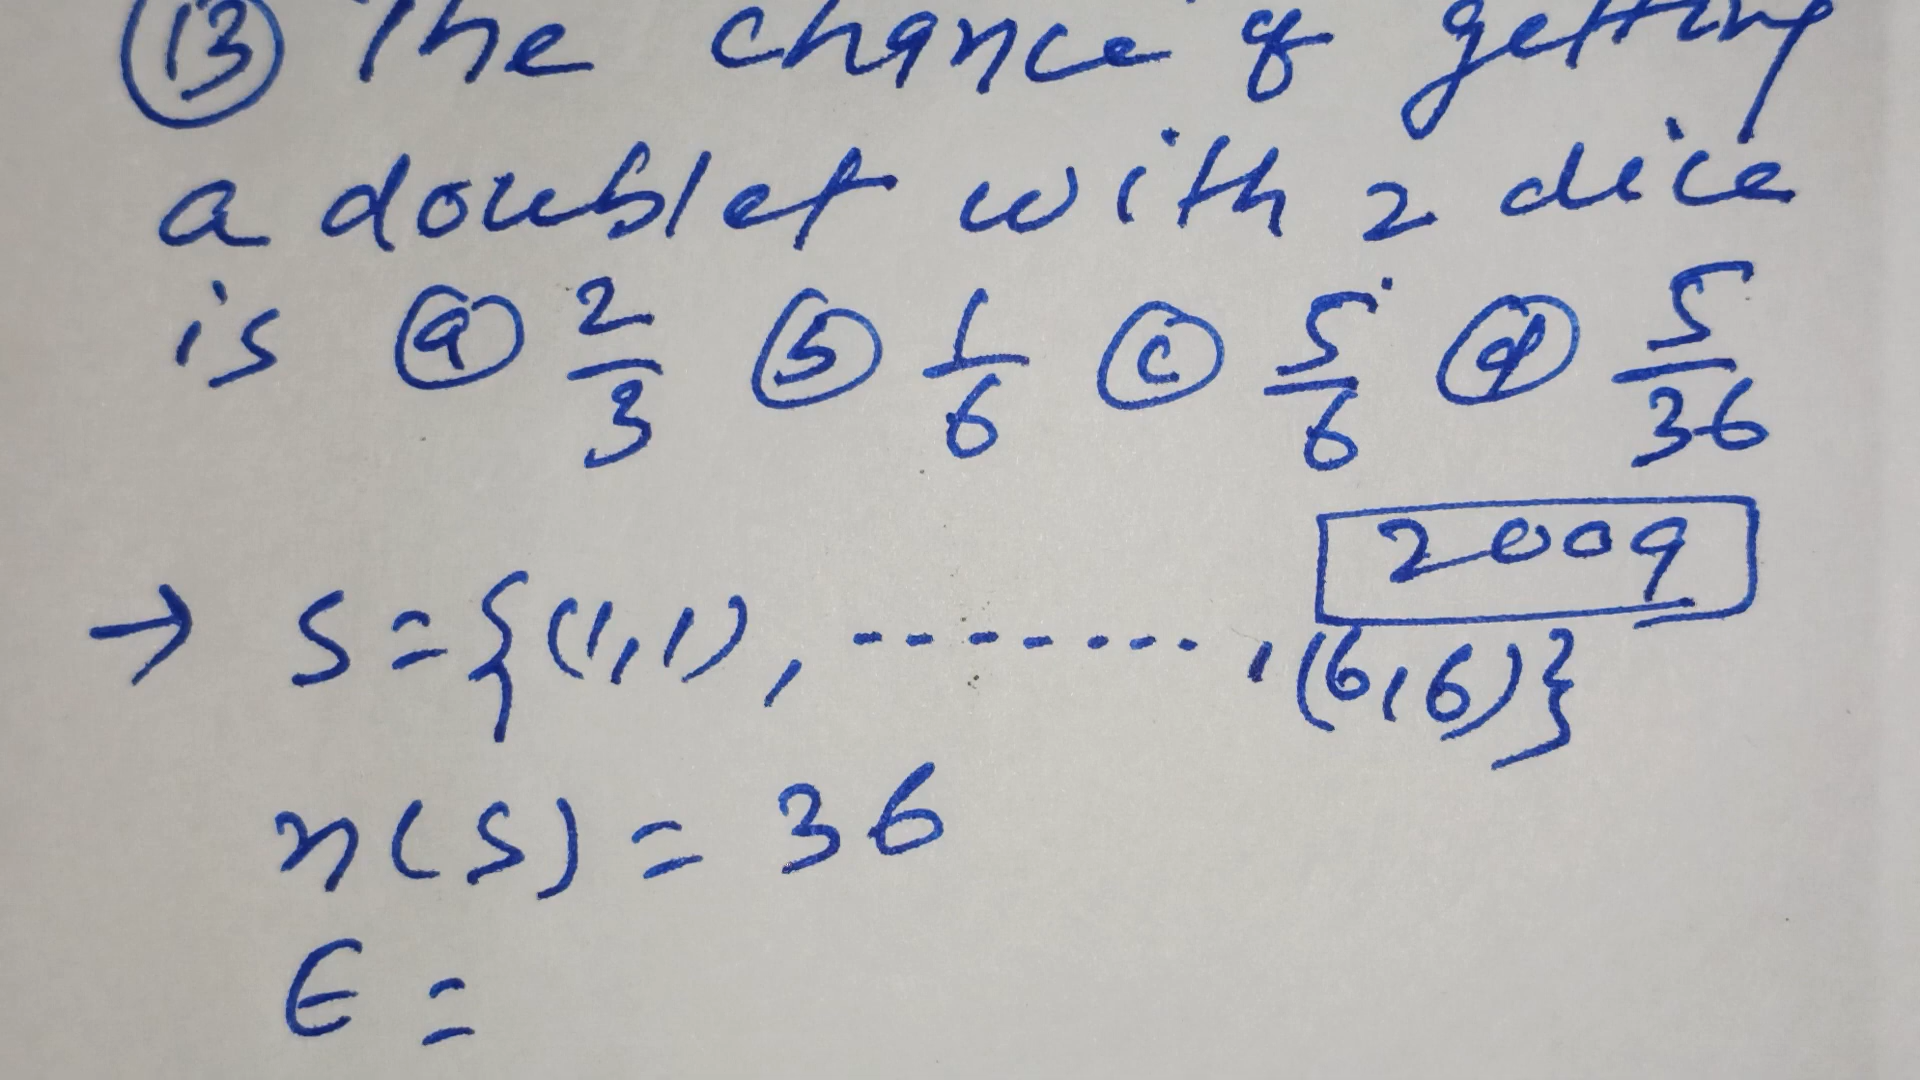 (13) The chance of getting
a doublet with 2 dice
is (a) 2/3 (b) 1/6 (c) 5/6 (d) 5/36
2009
→ S = {(1,1), --------, (6,6)}
n(S) = 36
E =